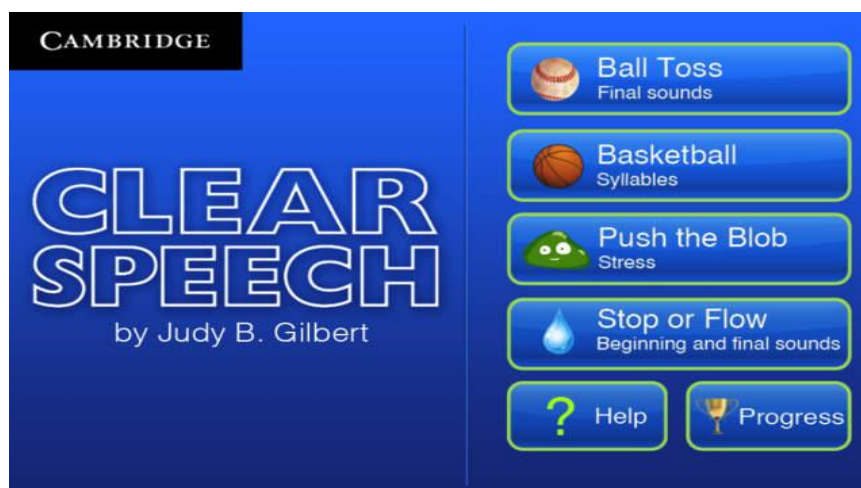 CAMBRIDGE
CLEAR
SPEECH
by Judy B. Gilbert
Ball Toss
Final sounds
Basketball
Syllables
Push the Blob
Stress
Stop or Flow
Beginning and final sounds
? Help
Progress